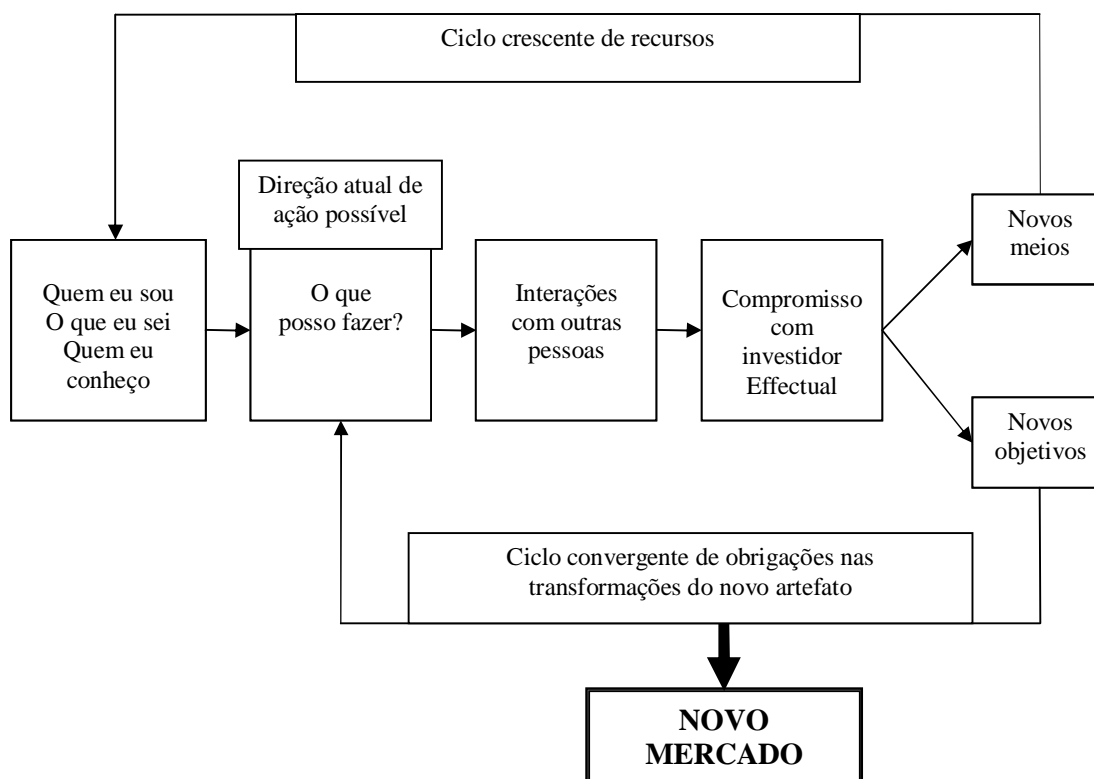 Ciclo crescente de recursos
Direção atual de
ação possível
Novos
meios
Quem eu sou
O que eu sei
Quem eu
conheço
O que
posso fazer?
Interações
com outras
pessoas
Compromisso
com
investidor
Effectual
Novos
objetivos
Ciclo convergente de obrigações nas
transformações do novo artefato
NOVO
MERCADO